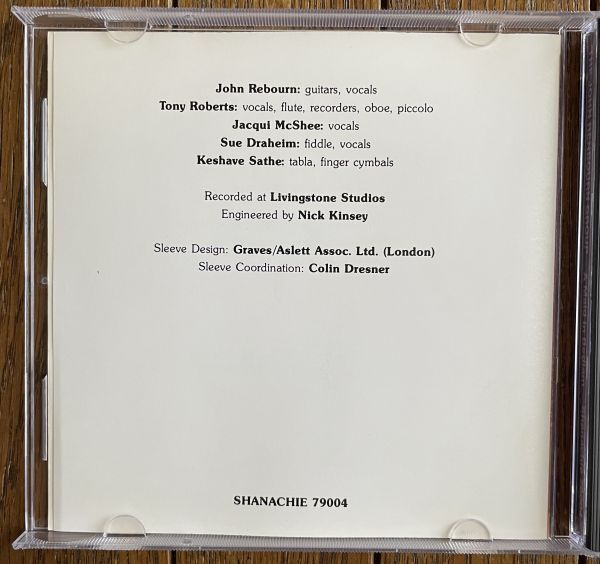 John Rebourn: guitars, vocals
Tony Roberts: vocals, flute, recorders, oboe, piccolo
Jacqui McShee: vocals
Sue Draheim: fiddle, vocals
Keshave Sathe: tabla, finger cymbals
Recorded at Livingstone Studios
Engineered by Nick Kinsey
Sleeve Design: Graves/Aslett Assoc. Ltd. (London)
Sleeve Coordination: Colin Dresner
SHANACHIE 79004